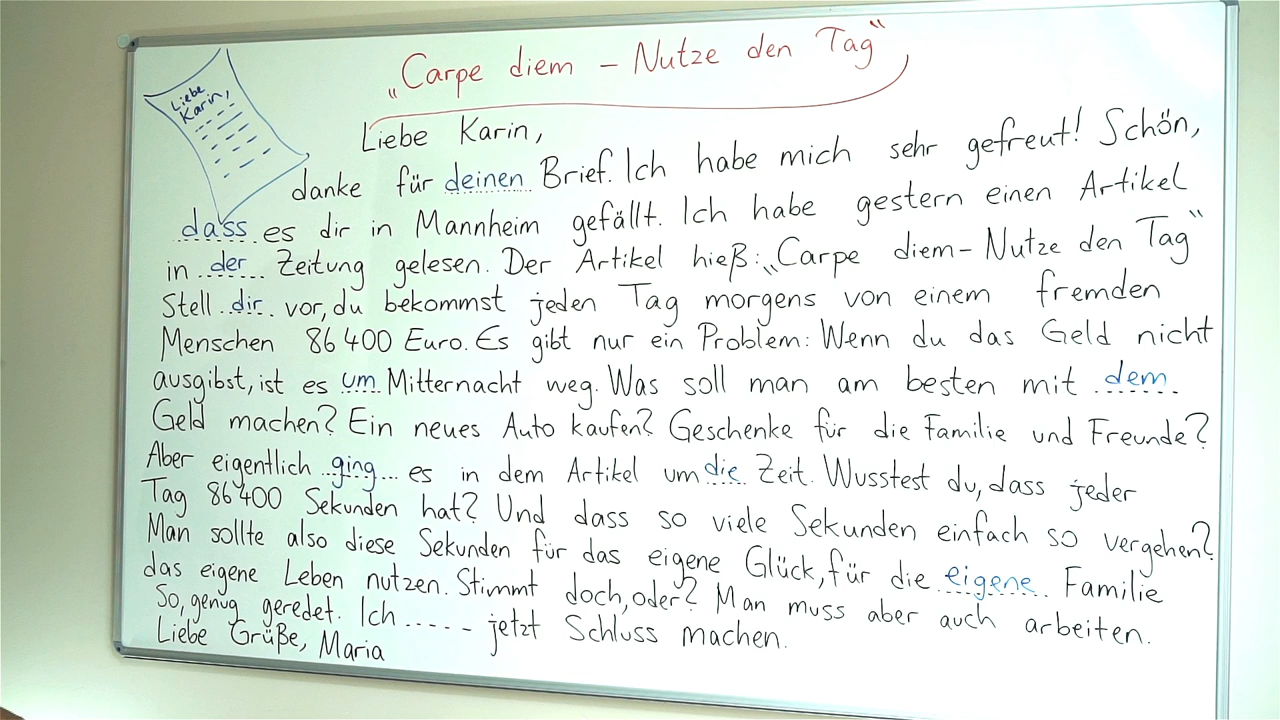 „Carpe diem – Nutze den Tag“
Liebe
Karin,
Liebe Karin,
danke für deinen Brief. Ich habe mich sehr gefreut! Schön,
dass es dir in Mannheim gefällt. Ich habe gestern einen Artikel
in der Zeitung gelesen. Der Artikel hieß: „Carpe diem – Nutze den Tag“
Stell dir vor, du bekommst jeden Tag morgens von einem fremden
Menschen 86 400 Euro. Es gibt nur ein Problem: Wenn du das Geld nicht
ausgibst, ist es um Mitternacht weg. Was soll man am besten mit dem
Geld machen? Ein neues Auto kaufen? Geschenke für die Familie und Freunde?
Aber eigentlich ging es in dem Artikel um die Zeit. Wusstest du, dass jeder
Tag 86 400 Sekunden hat? Und dass so viele Sekunden einfach so vergehen?
Man sollte also diese Sekunden für das eigene Glück, für die eigene Familie
das eigene Leben nutzen. Stimmt doch, oder? Man muss aber auch arbeiten.
So, genug geredet. Ich ..... jetzt Schluss machen.
Liebe Grüße, Maria